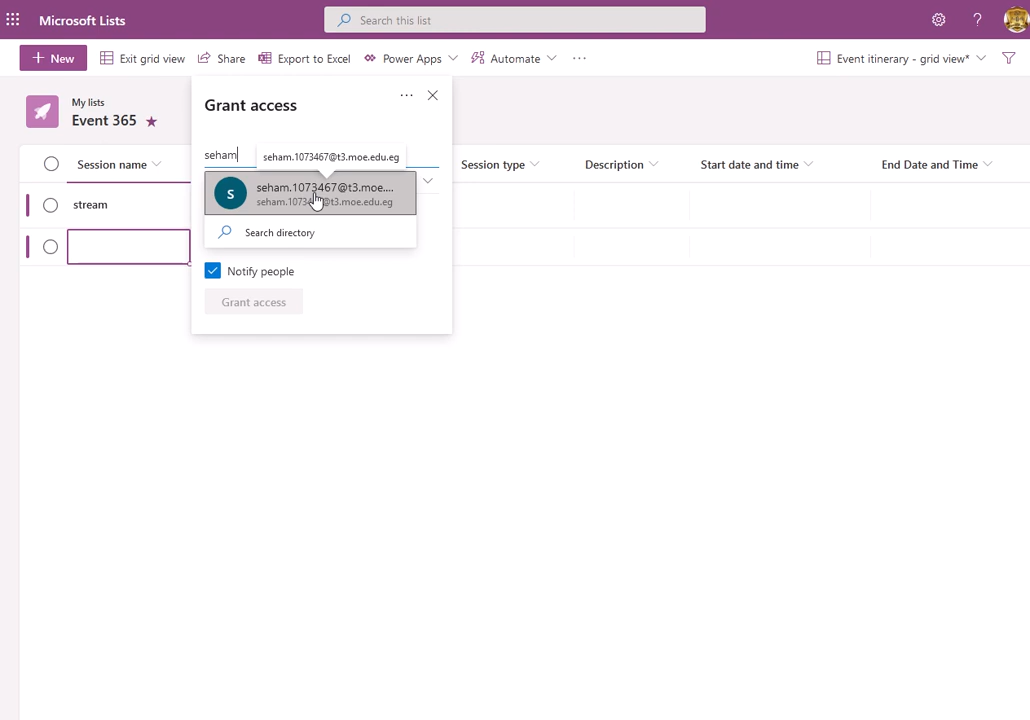 Microsoft Lists
Search this list
?
New
Exit grid view
Share
Export to Excel
Power Apps
Automate
...
Event itinerary - grid view*
My lists
Event 365
Grant access
...
seham
seham.1073467@t3.moe.edu.eg
S
seham.1073467@t3.moe....
Search directory
Notify people
Grant access
Session name
Session type
Description
Start date and time
End Date and Time
stream